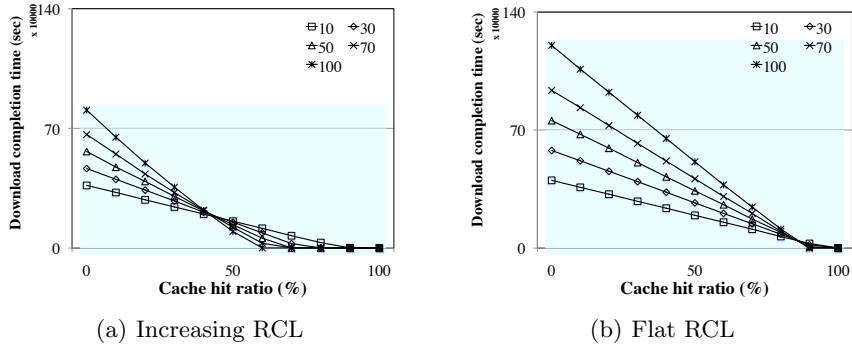 Download completion time (sec)
x 10000
140
70
0
10 30
50 70
100
0 50 100
Cache hit ratio (%)
(a) Increasing RCL
Download completion time (sec)
x 10000
140
70
0
10 30
50 70
100
0 50 100
Cache hit ratio (%)
(b) Flat RCL